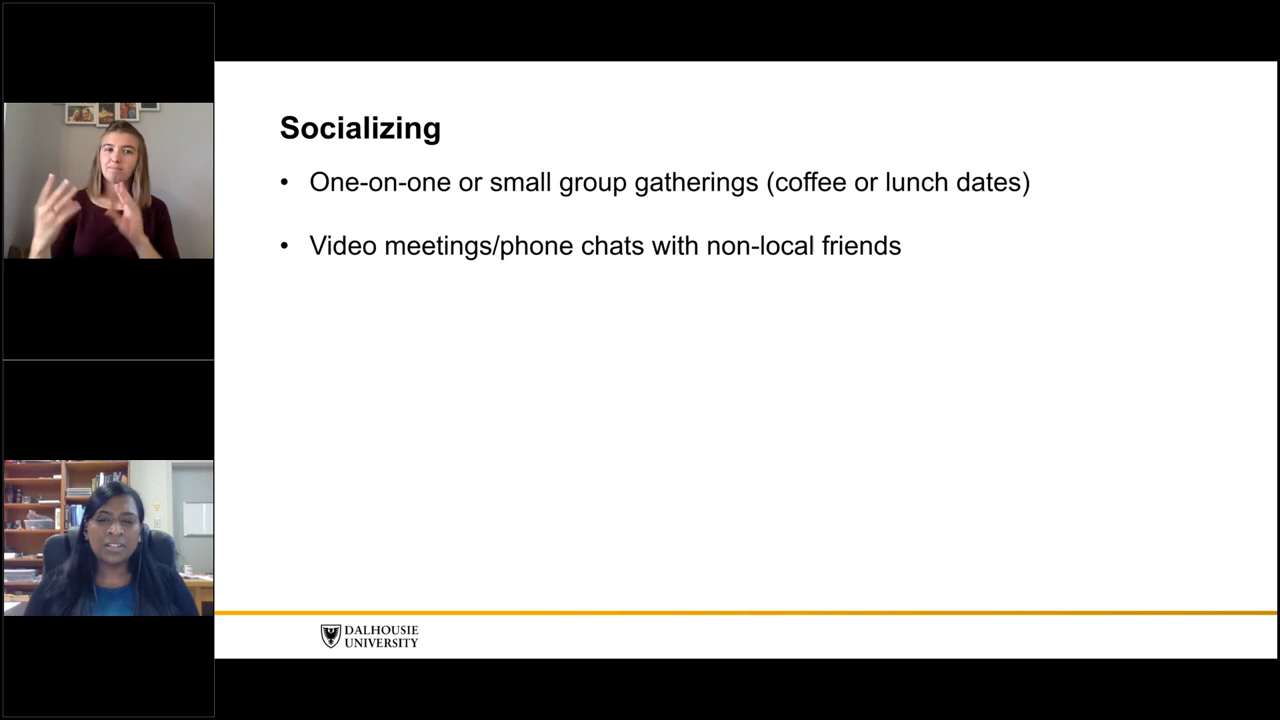 Socializing
• One-on-one or small group gatherings (coffee or lunch dates)
• Video meetings/phone chats with non-local friends
DALHOUSIE
UNIVERSITY